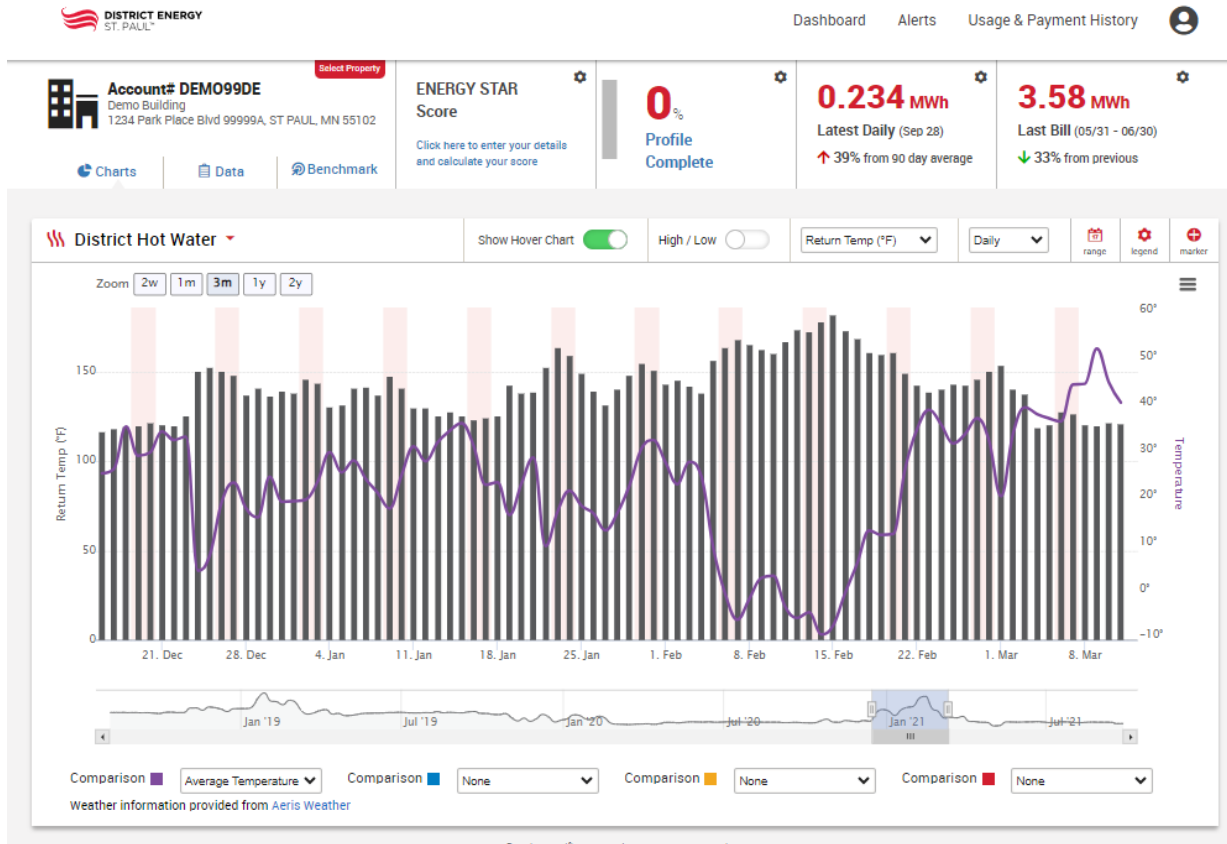 DISTRICT ENERGY
ST. PAUL™
Dashboard Alerts Usage & Payment History
Select Property
Account# DEMO99DE
Demo Building
1234 Park Place Blvd 99999A, ST PAUL, MN 55102
Charts Data Benchmark
ENERGY STAR
Score
Click here to enter your details
and calculate your score
0%
Profile
Complete
0.234 MWh
Latest Daily (Sep 28)
39% from 90 day average
3.58 MWh
Last Bill (05/31 - 06/30)
33% from previous
District Hot Water
Show Hover Chart
High / Low
Return Temp (°F)
Daily
17
range
legend
marker
Zoom 2w 1m 3m 1y 2y
Return Temp (°F)
150
100
50
0
60°
50°
40°
30°
20°
10°
0°
-10°
Temperature
21. Dec 28. Dec 4. Jan 11. Jan 18. Jan 25. Jan 1. Feb 8. Feb 15. Feb 22. Feb 1. Mar 8. Mar
Jan '19 Jul '19 Jan '20 Jul '20 Jan '21 Jul '21
Comparison Average Temperature Comparison None Comparison None Comparison None
Weather information provided from Aeris Weather